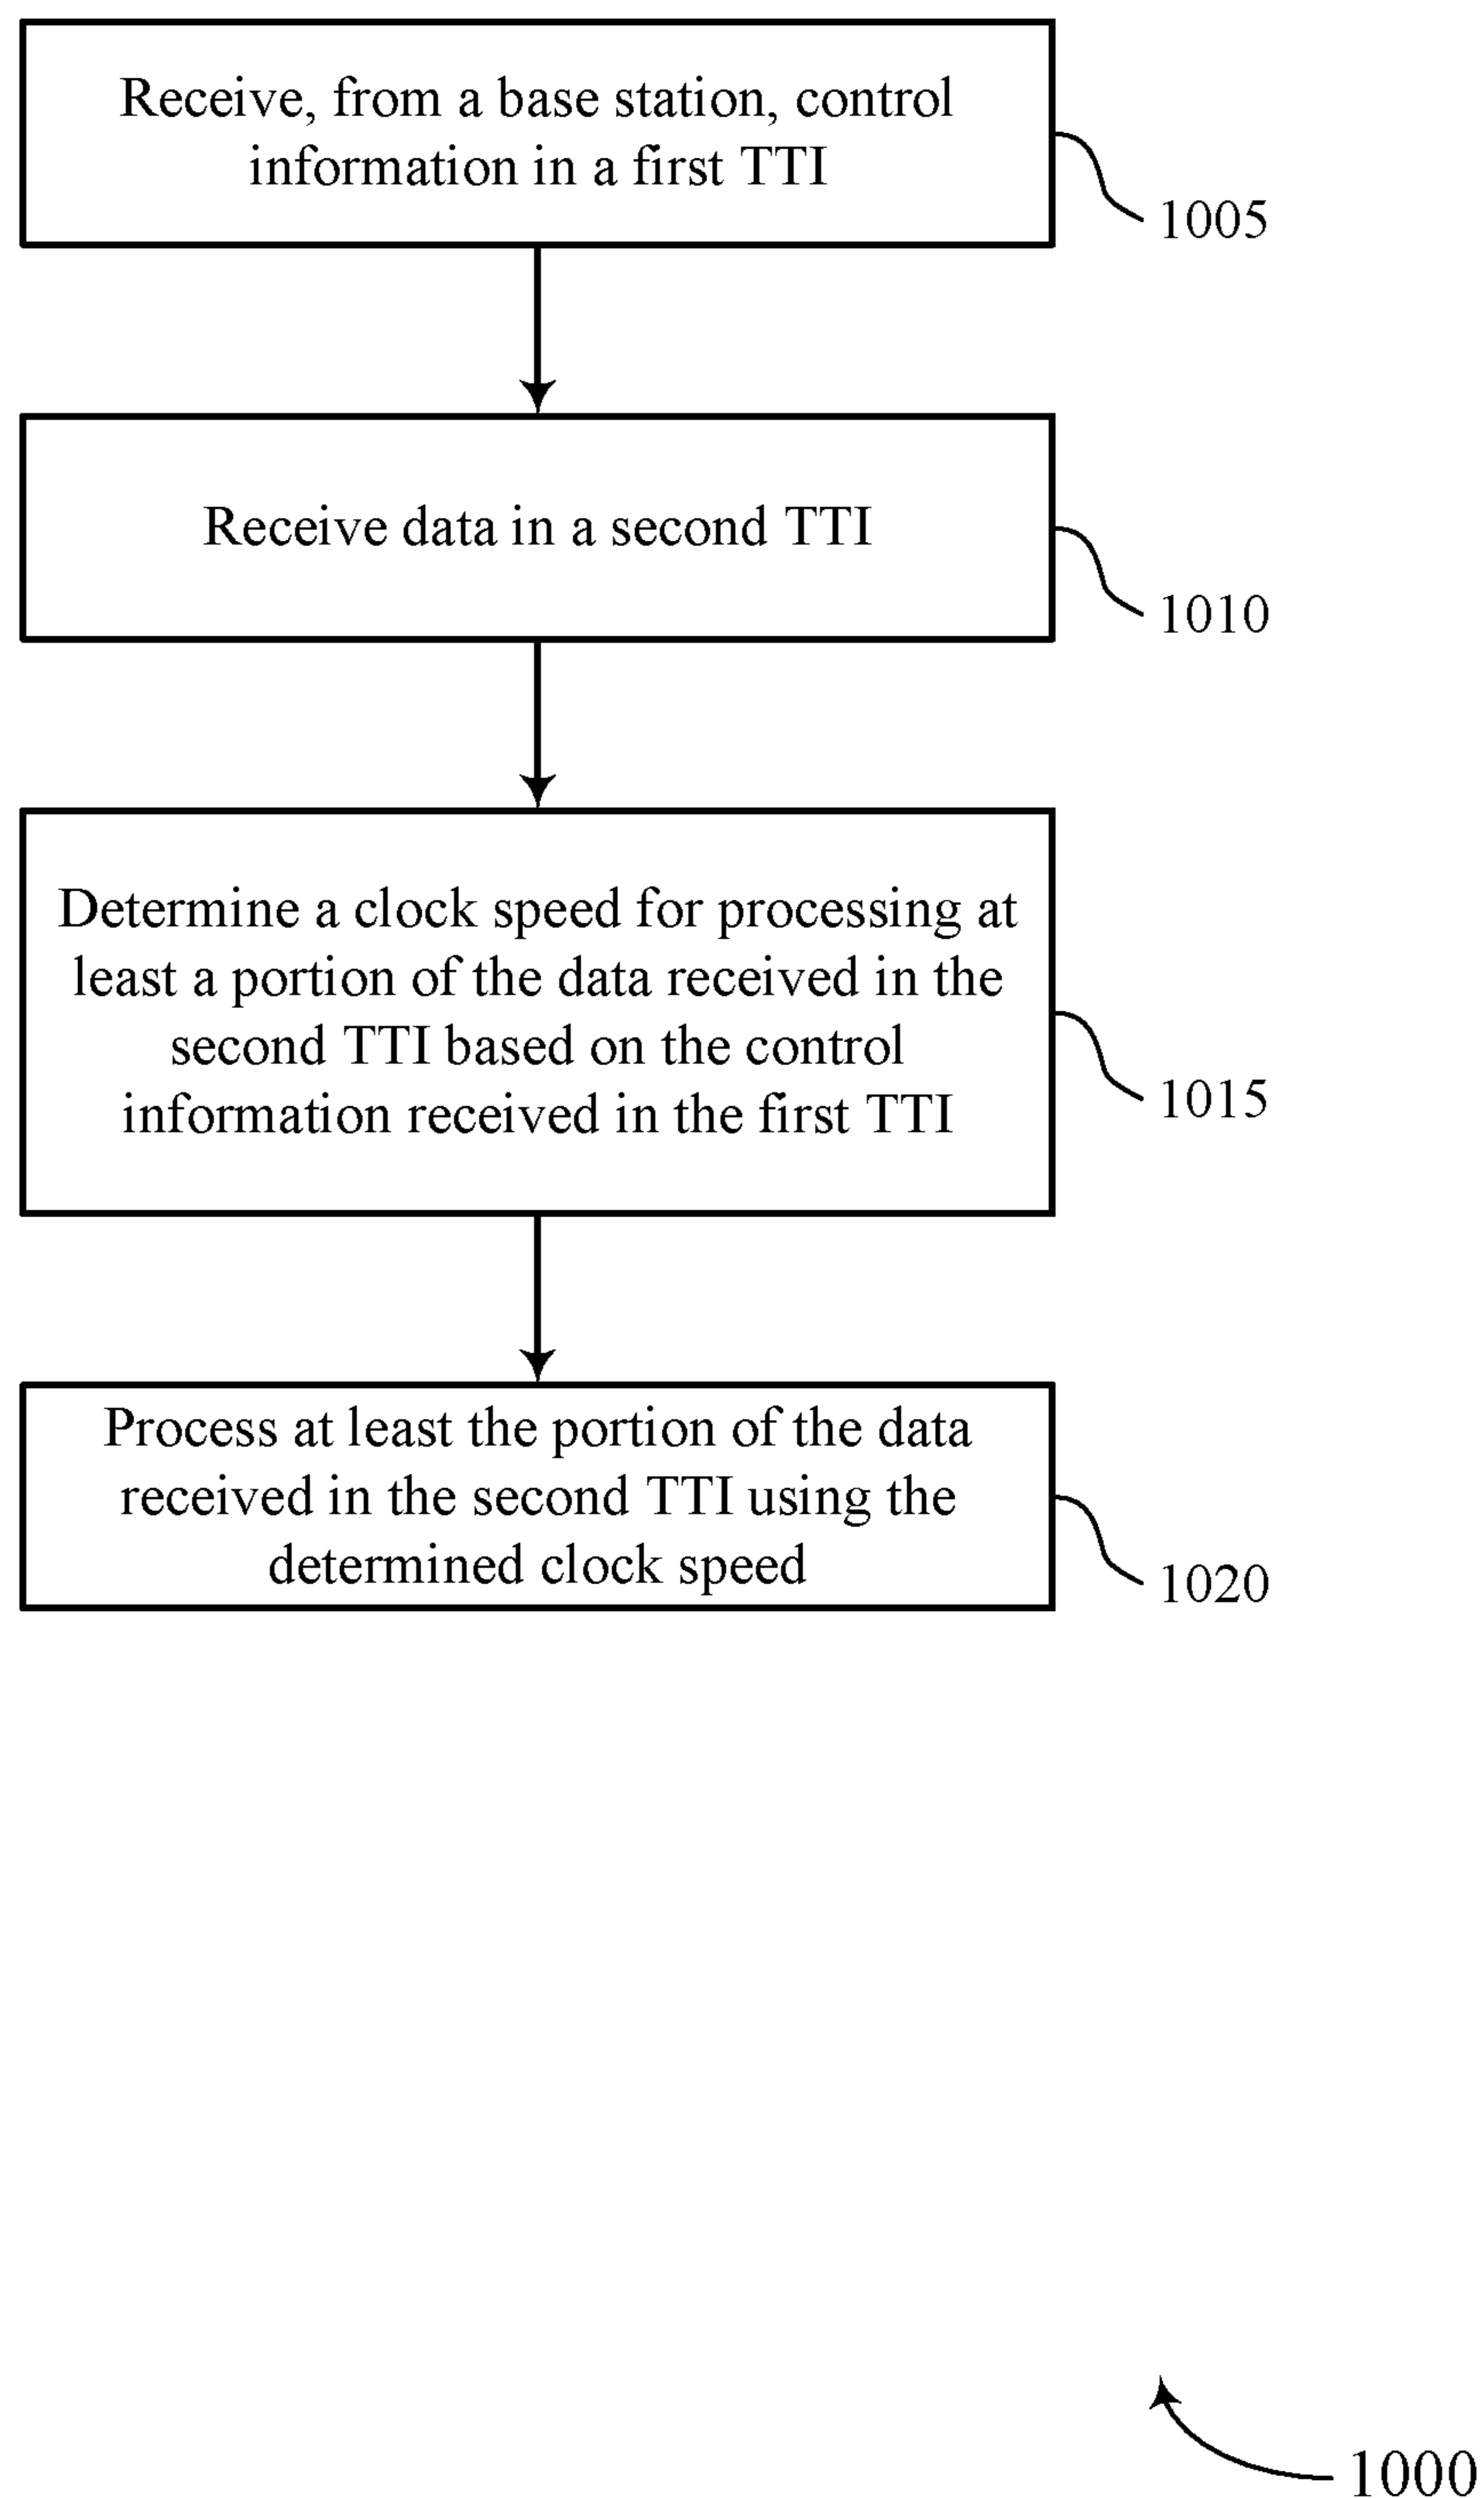 Receive, from a base station, control
information in a first TTI
1005
Receive data in a second TTI
1010
Determine a clock speed for processing at
least a portion of the data received in the
second TTI based on the control
information received in the first TTI
1015
Process at least the portion of the data
received in the second TTI using the
determined clock speed
1020
1000